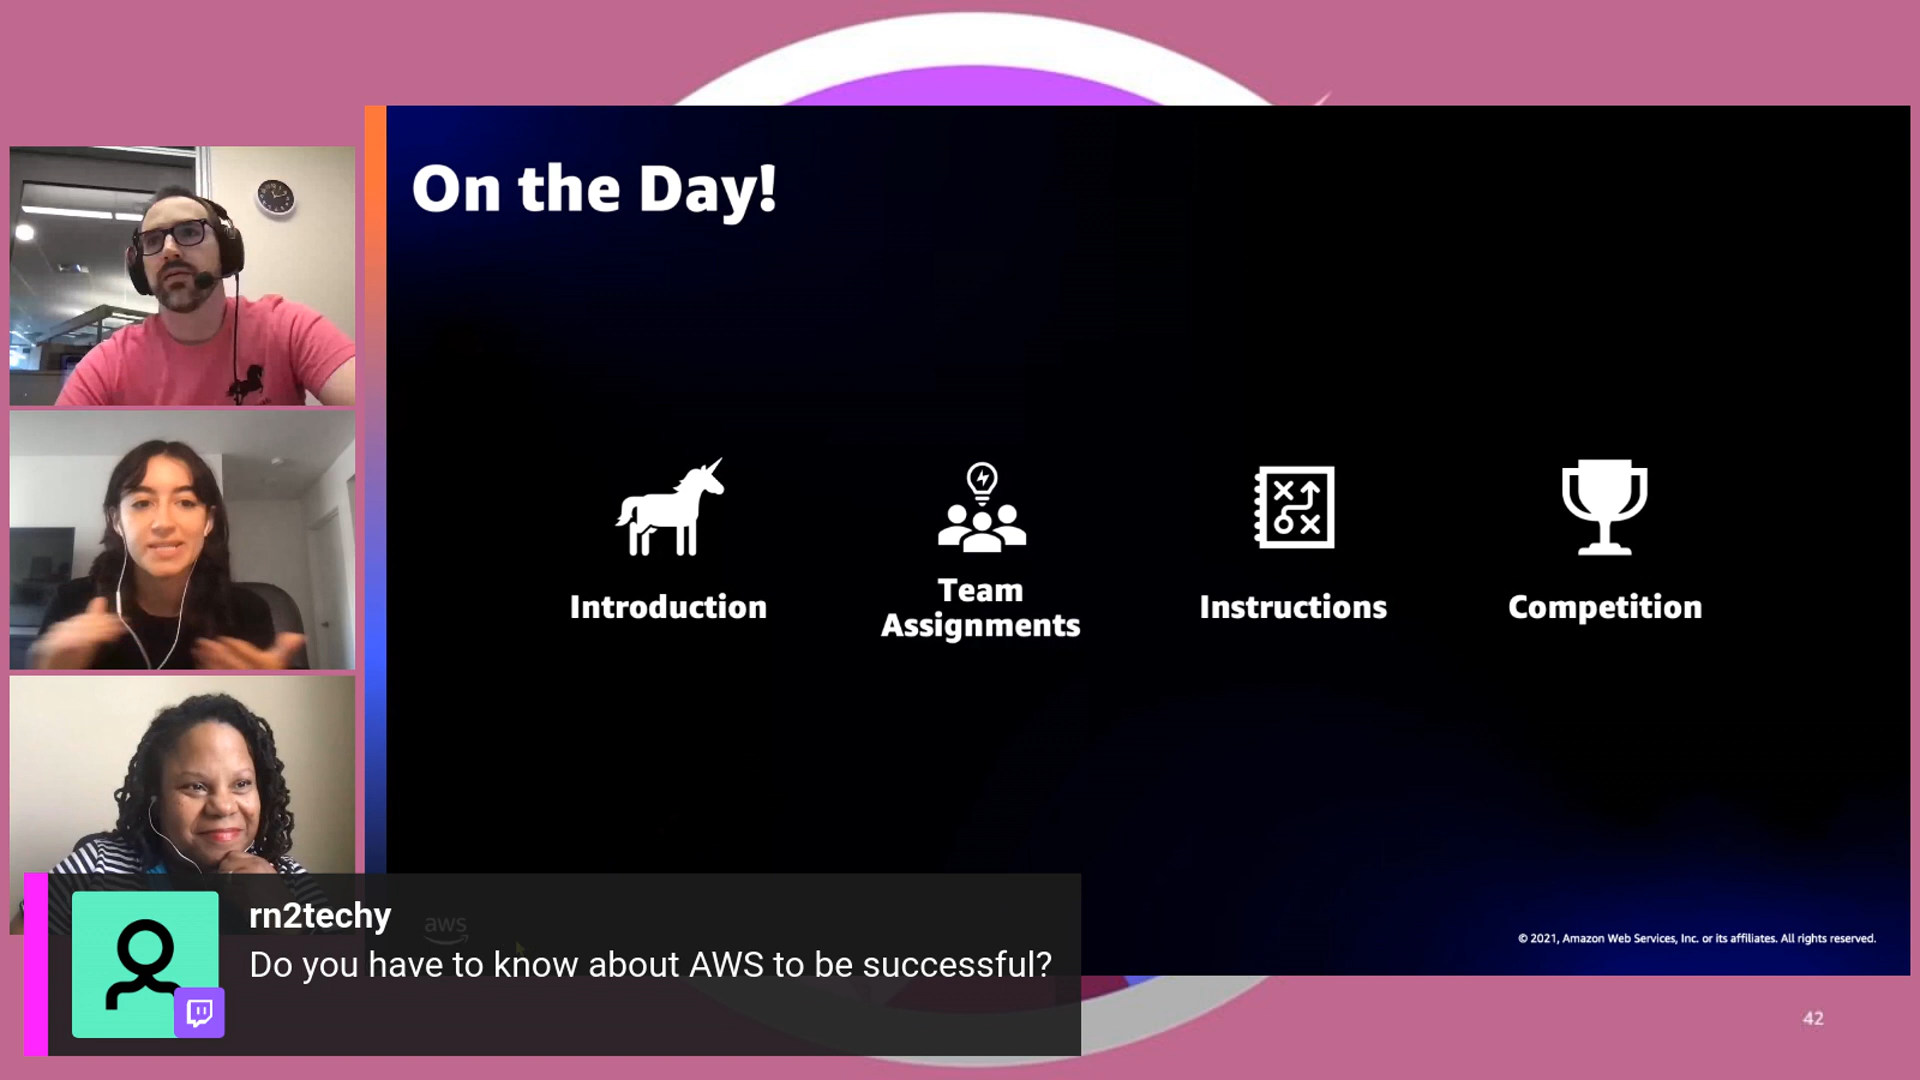 On the Day!
Introduction
Team
Assignments
Instructions
Competition
aws
© 2021, Amazon Web Services, Inc. or its affiliates. All rights reserved.
rn2techy
Do you have to know about AWS to be successful?
42